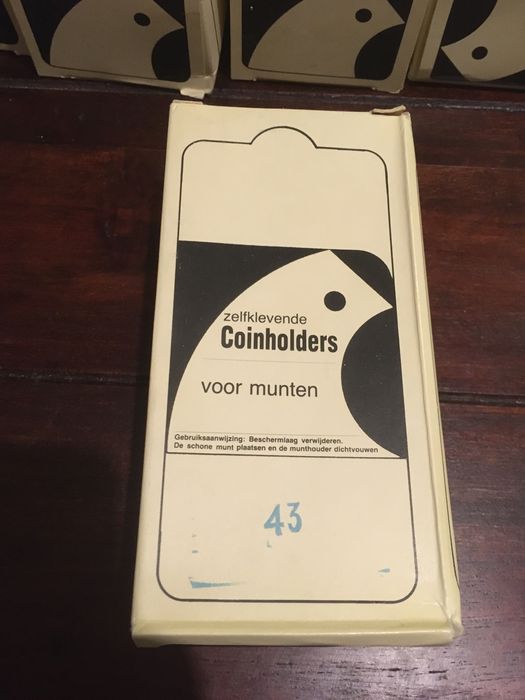 zelfklevende
Coinholders
voor munten
Gebruiksaanwijzing: Beschermlaag verwijderen.
De schone munt plaatsen en de munthouder dichtvouwen
43